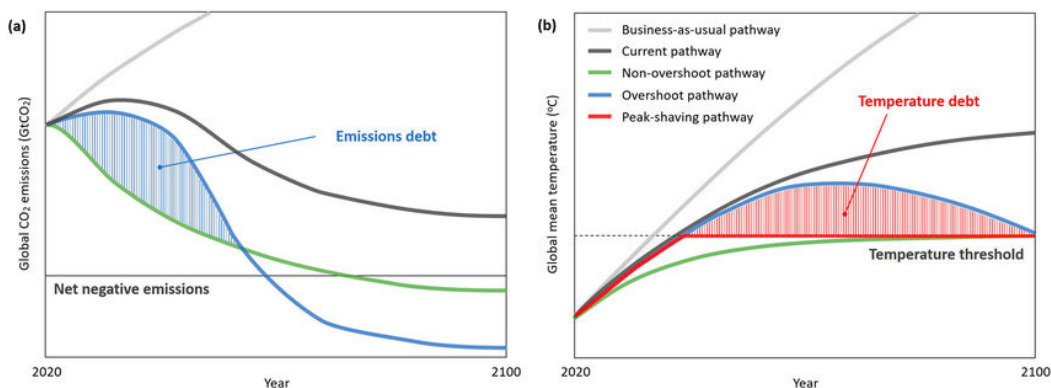 (a)
Global CO₂ emissions (GtCO₂)
Emissions debt
Net negative emissions
2020
Year
2100
(b)
Global mean temperature (°C)
Business-as-usual pathway
Current pathway
Non-overshoot pathway
Overshoot pathway
Peak-shaving pathway
Temperature debt
Temperature threshold
2020
Year
2100